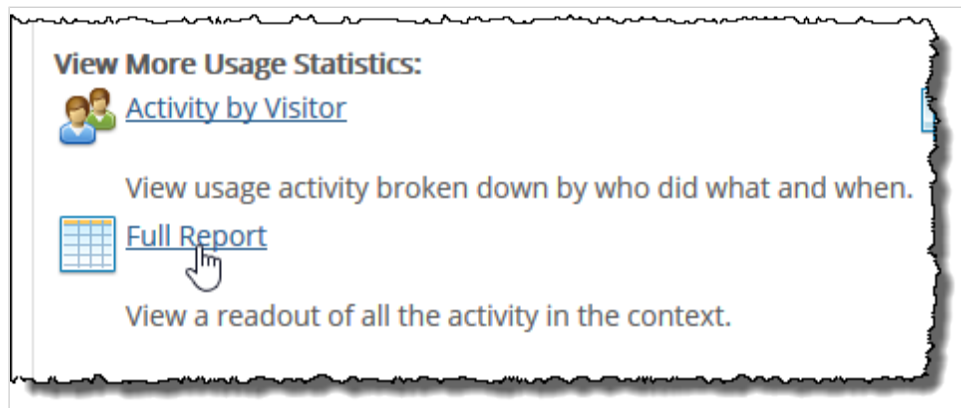 View More Usage Statistics:
Activity by Visitor
View usage activity broken down by who did what and when.
Full Report
View a readout of all the activity in the context.